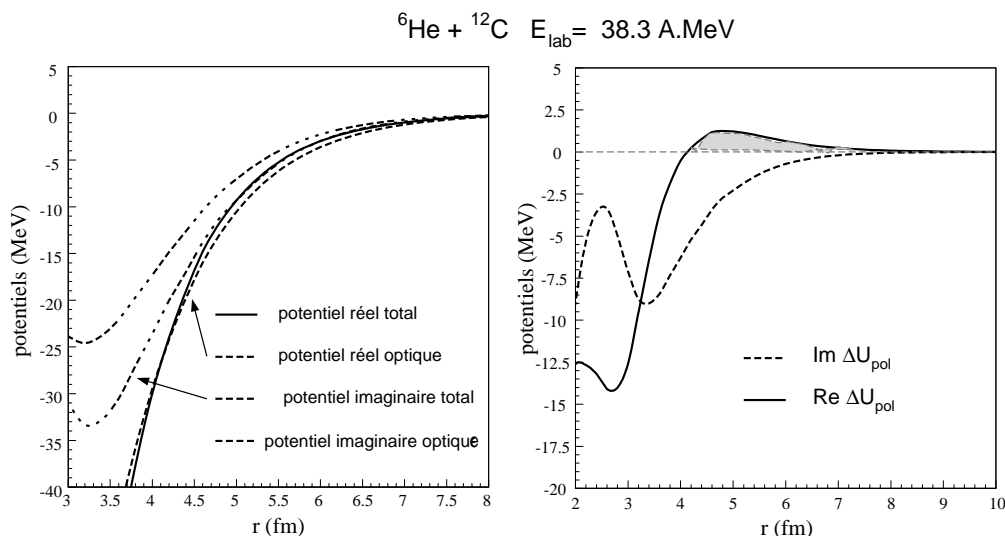 ⁶He + ¹²C E_lab= 38.3 A.MeV
potentiels (MeV)
5
0
-5
-10
-15
-20
-25
-30
-35
-40
potentiel réel total
potentiel réel optique
potentiel imaginaire total
potentiel imaginaire optique
3 3.5 4 4.5 5 5.5 6 6.5 7 7.5 8
r (fm)
potentiels (MeV)
5
2.5
0
-2.5
-5
-7.5
-10
-12.5
-15
-17.5
-20
Im ΔU_pol
Re ΔU_pol
2 3 4 5 6 7 8 9 10
r (fm)